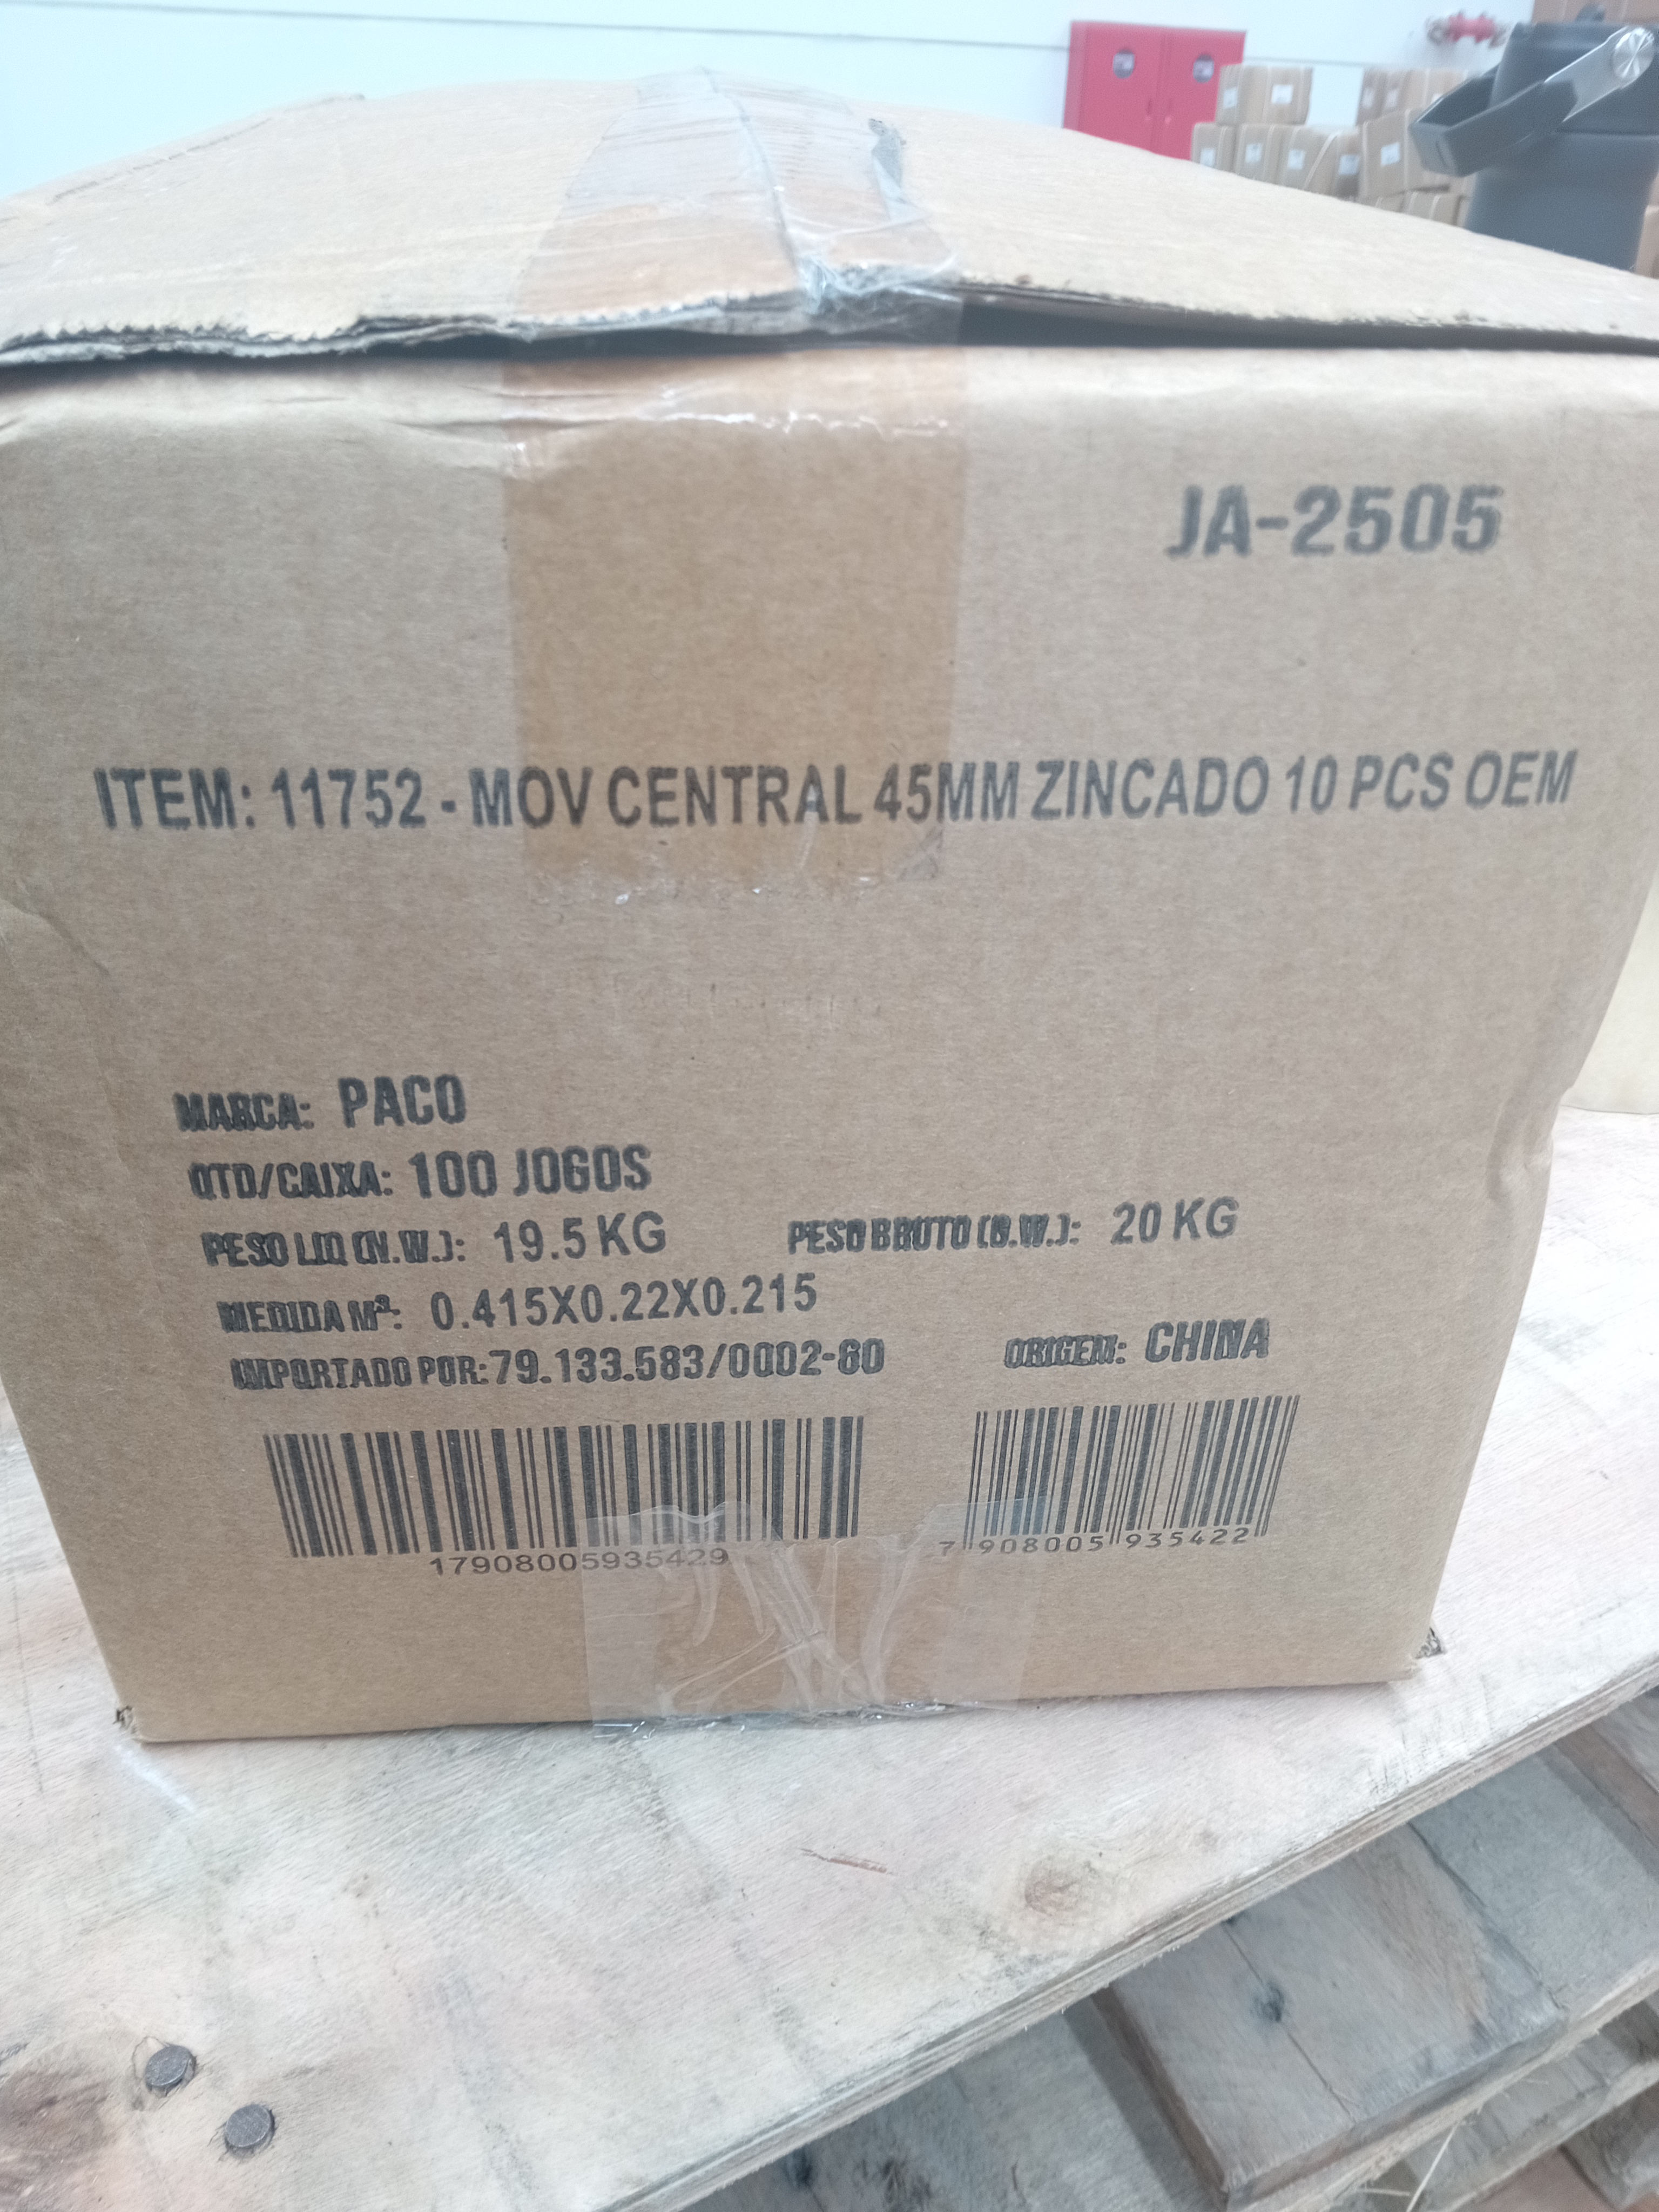 JA-2505
ITEM: 11752 - MOV CENTRAL 45MM ZINCADO 10 PCS OEM
MARCA: PACO
QTD/CAIXA: 100 JOGOS
PESO LIQ (N.W.): 19.5 KG PESO BRUTO (G.W.): 20 KG
MEDIDA M³: 0.415X0.22X0.215
IMPORTADO POR: 79.133.583/0002-60 ORIGEM: CHINA
17908005935429 7 908005 935422